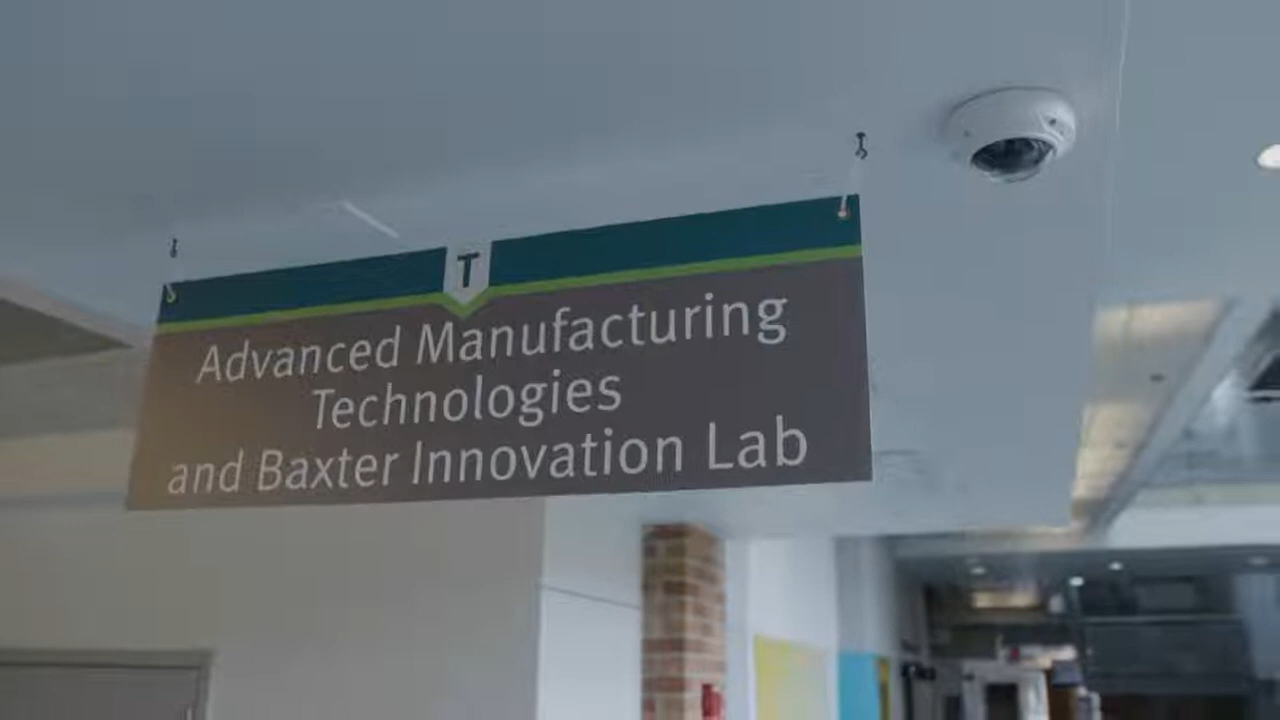 T
Advanced Manufacturing
Technologies
and Baxter Innovation Lab